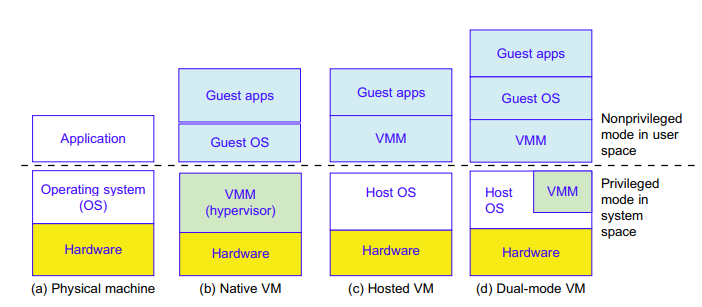 Application
Operating system
(OS)
Hardware
(a) Physical machine
Guest apps
Guest OS
VMM
(hypervisor)
Hardware
(b) Native VM
Guest apps
VMM
Host OS
Hardware
(c) Hosted VM
Guest apps
Guest OS
VMM
Host
OS
VMM
Hardware
(d) Dual-mode VM
Nonprivileged
mode in user
space
Privileged
mode in
system
space